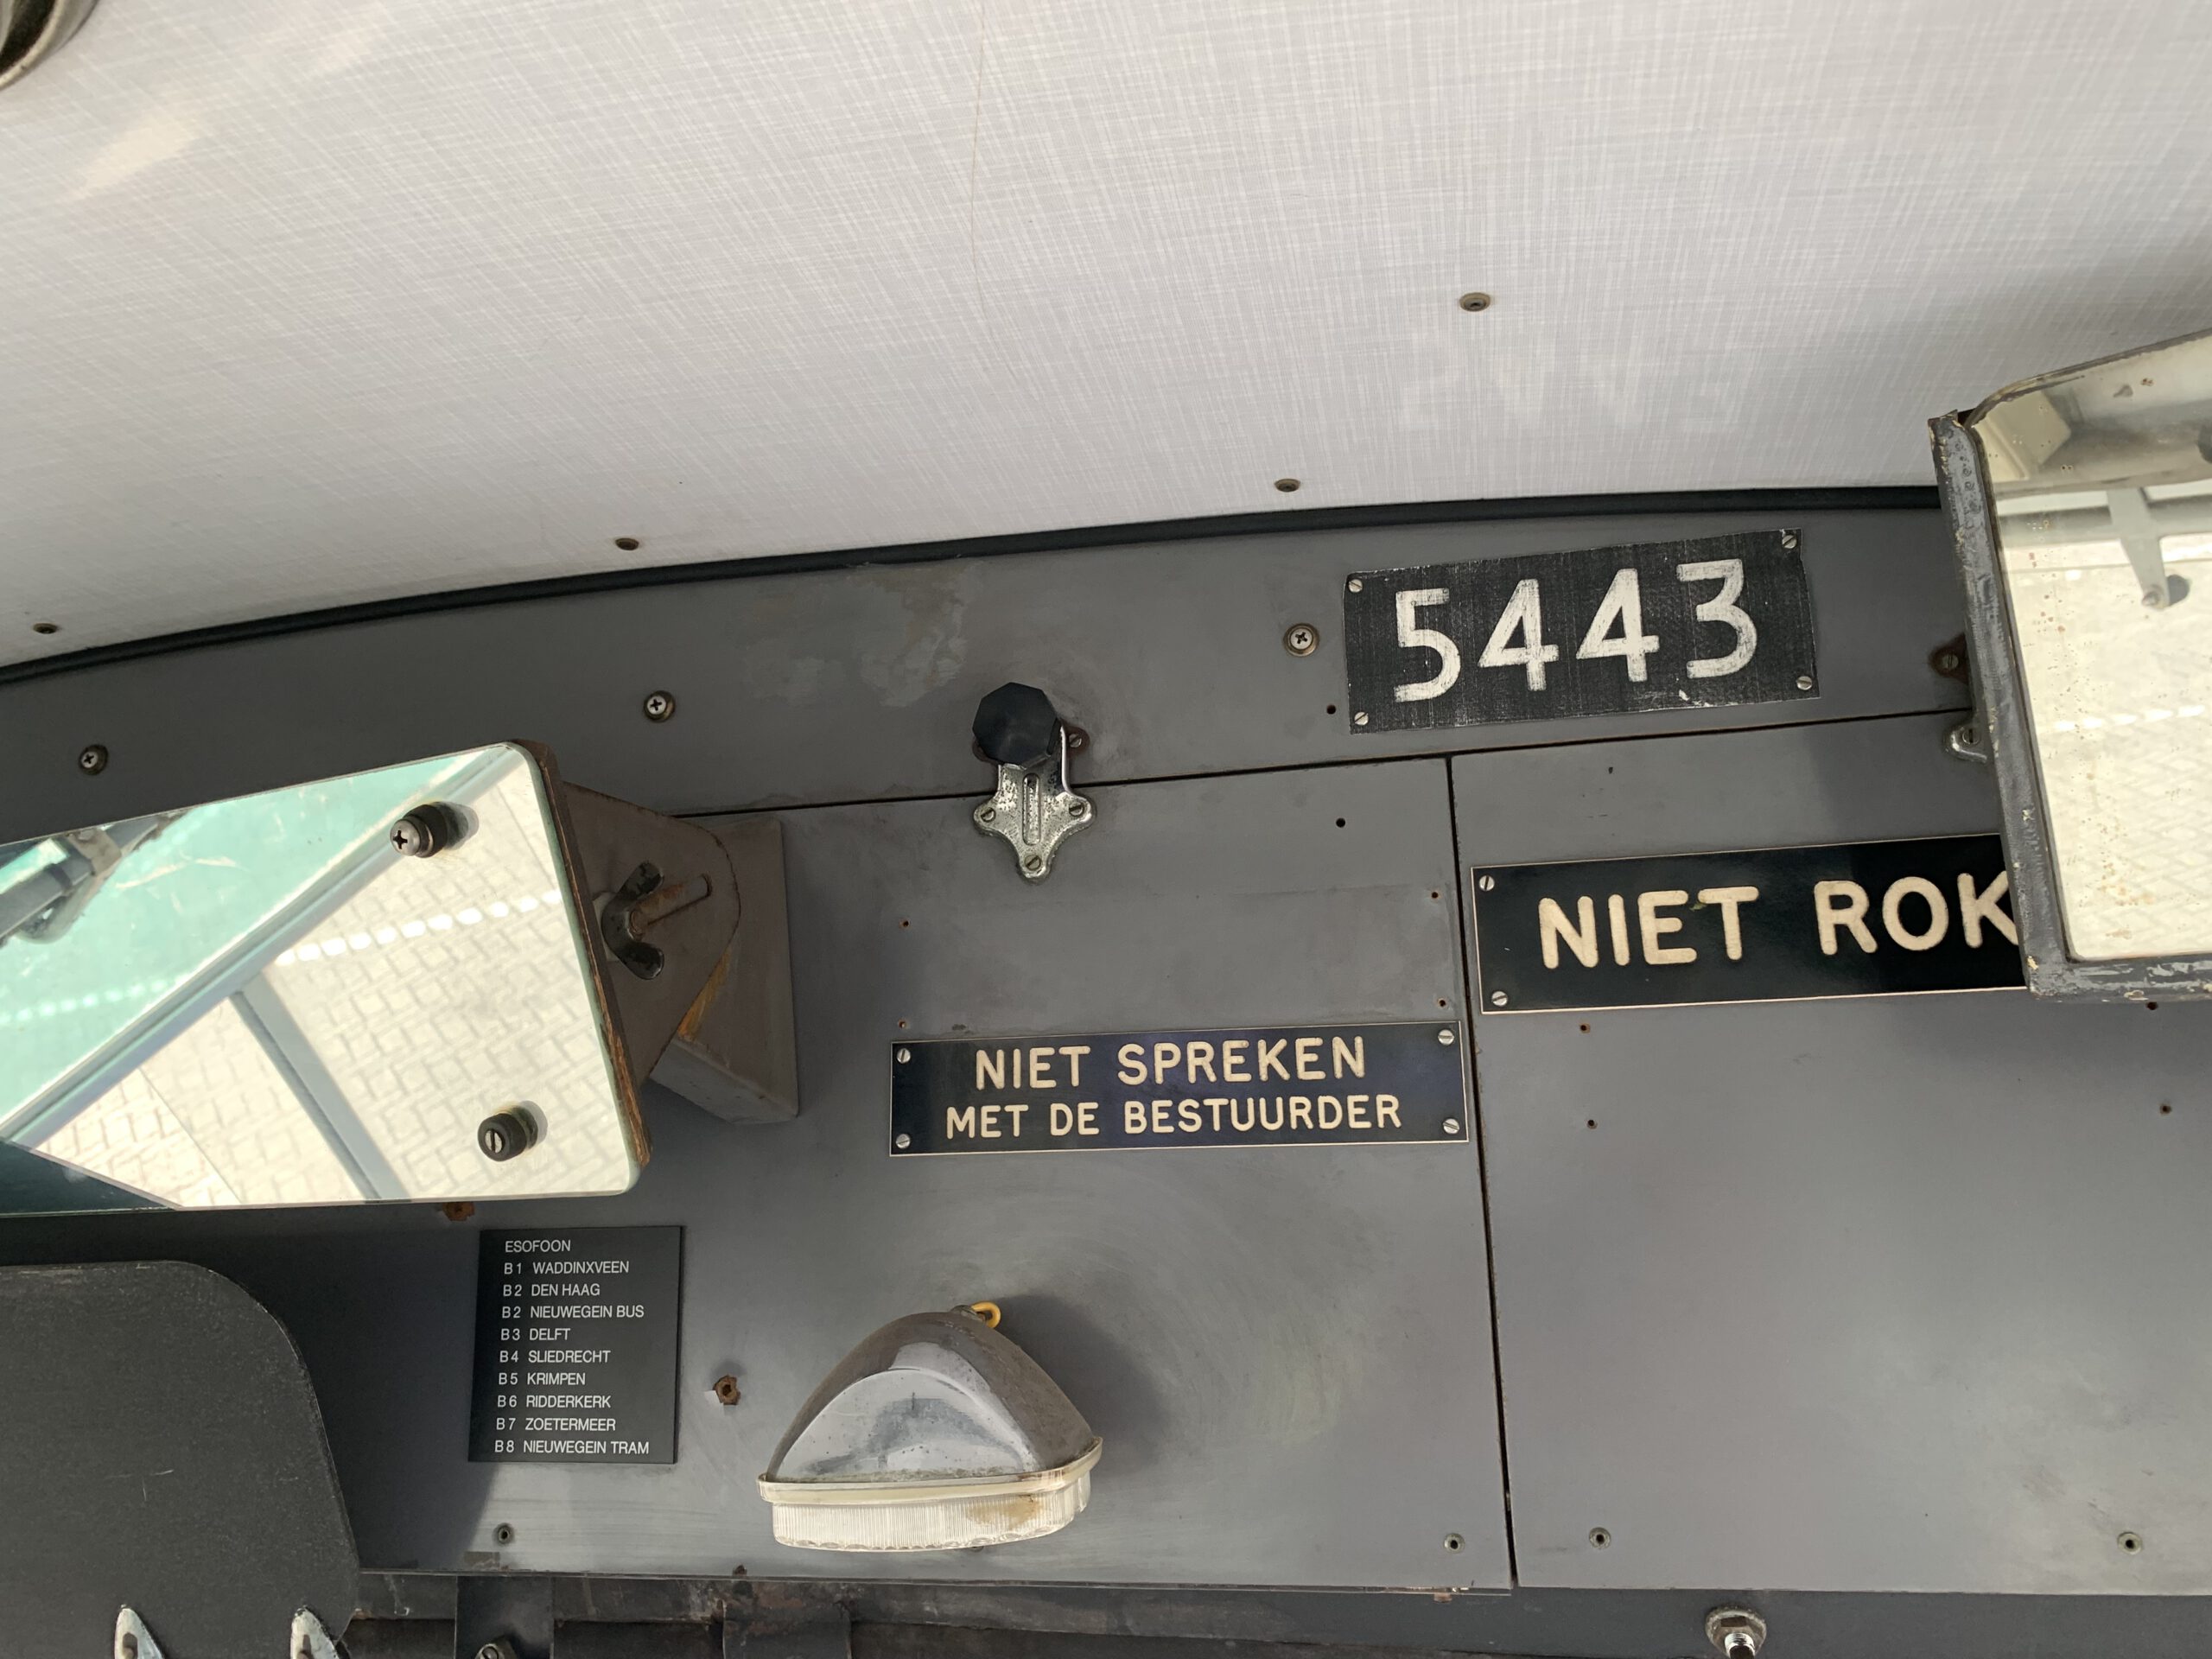 5443
NIET ROK
NIET SPREKEN
MET DE BESTUURDER
ESOFOON
B1 WADDINXVEEN
B2 DEN HAAG
B2 NIEUWEGEIN BUS
B3 DELFT
B4 SLIEDRECHT
B5 KRIMPEN
B6 RIDDERKERK
B7 ZOETERMEER
B8 NIEUWEGEIN TRAM